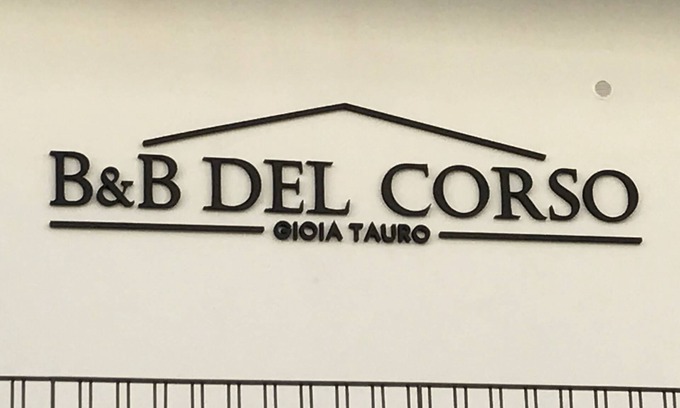 B&B DEL CORSO
GIOIA TAURO